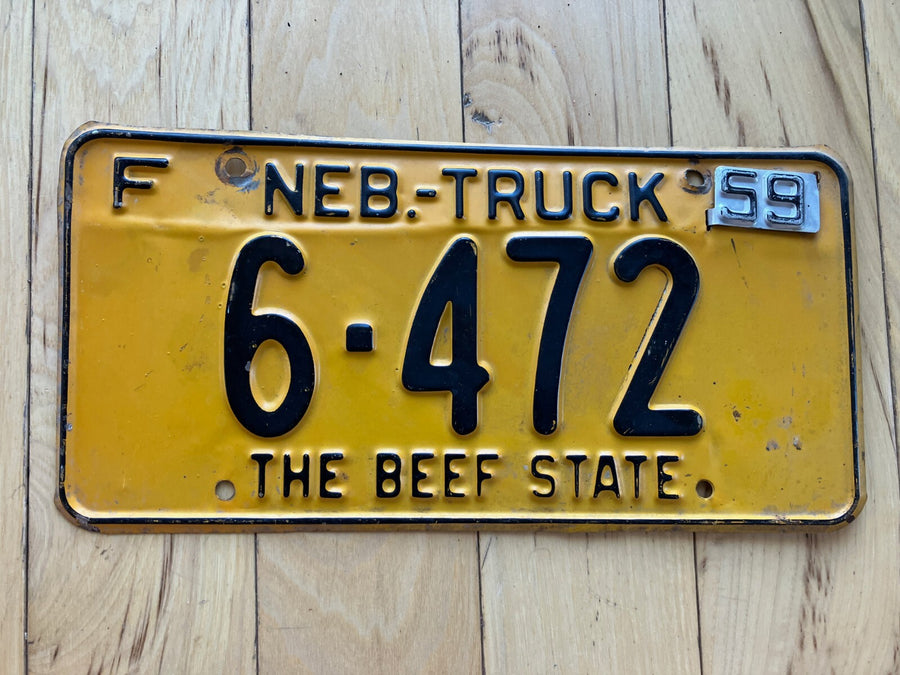 F NEB.-TRUCK 59
6·472
THE BEEF STATE